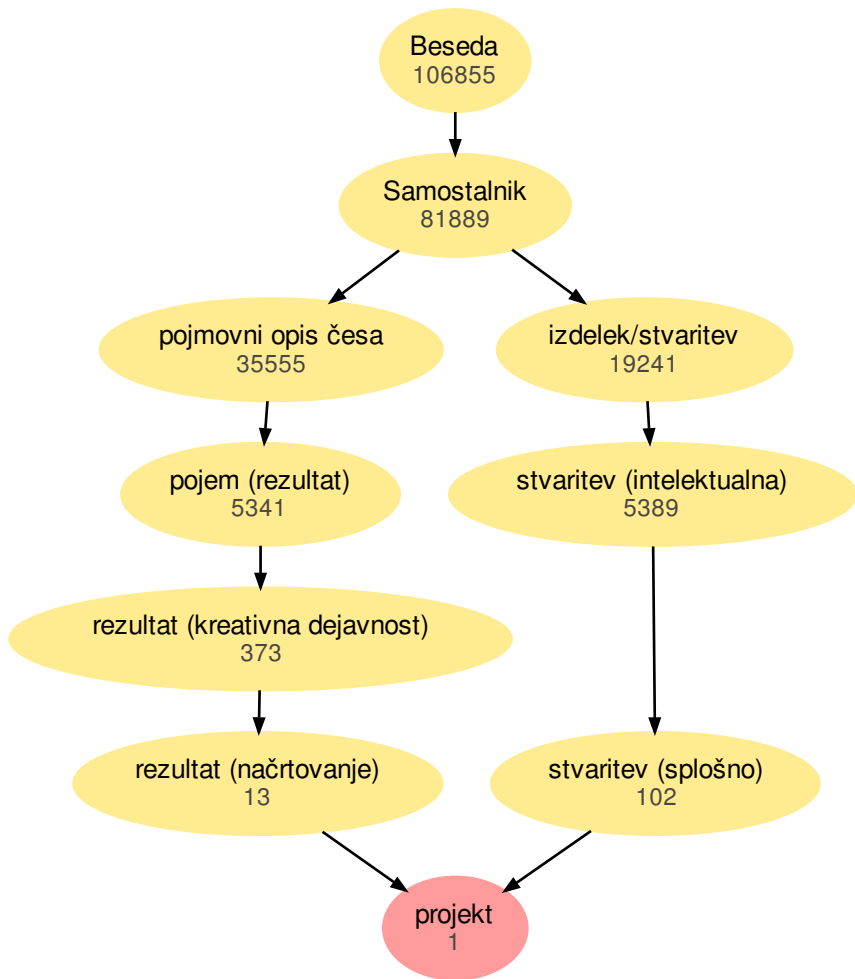 Beseda
106855
Samostalnik
81889
pojmovni opis česa
35555
izdelek/stvaritev
19241
pojem (rezultat)
5341
stvaritev (intelektualna)
5389
rezultat (kreativna dejavnost)
373
rezultat (načrtovanje)
13
stvaritev (splošno)
102
projekt
1